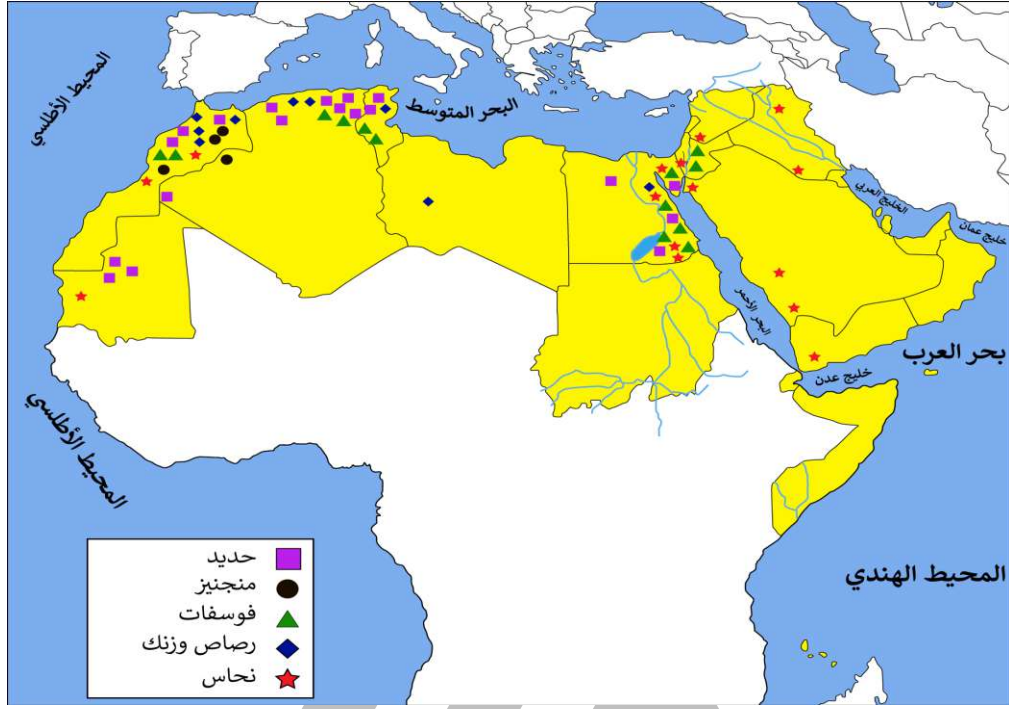 المحيط الأطلسي
البحر المتوسط
الخليج العربي
خليج عمان
البحر الأحمر
بحر العرب
خليج عدن
المحيط الأطلسي
المحيط الهندي
حديد
منجنيز
فوسفات
رصاص وزنك
نحاس